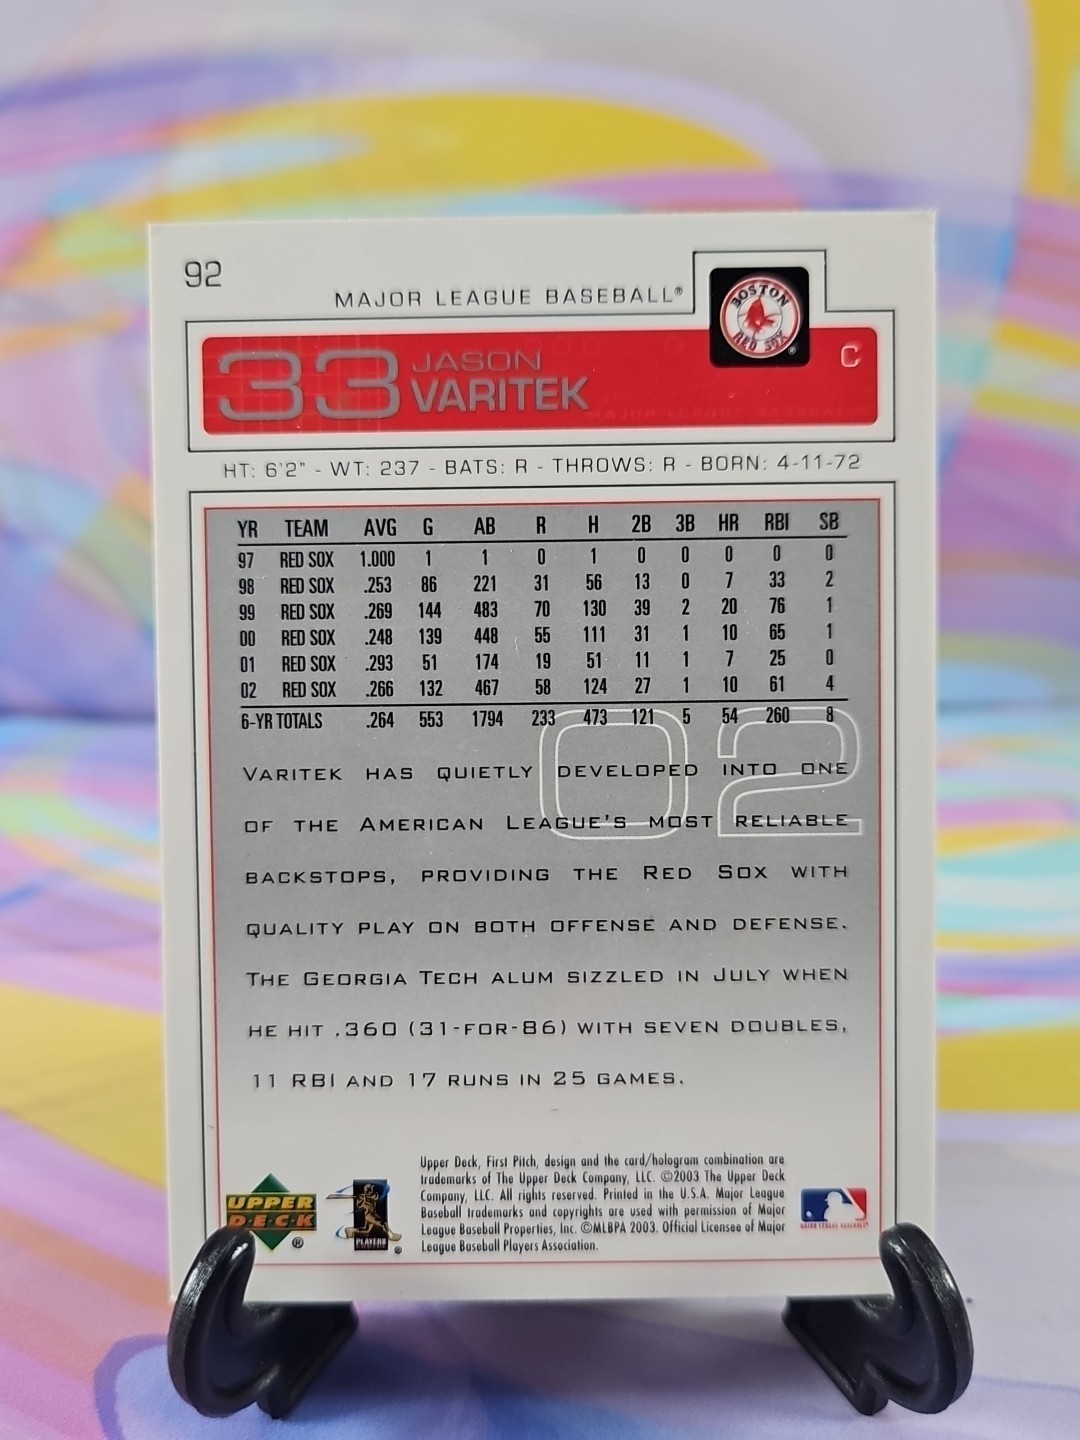 92
MAJOR LEAGUE BASEBALL®
BOSTON
RED SOX
33 JASON
VARITEK
C
HT: 6'2" - WT: 237 - BATS: R - THROWS: R - BORN: 4-11-72
YR TEAM AVG G AB R H 2B 3B HR RBI SB
97 RED SOX 1.000 1 1 0 1 0 0 0 0 0
98 RED SOX .253 86 221 31 56 13 0 7 33 2
99 RED SOX .269 144 483 70 130 39 2 20 76 1
00 RED SOX .248 139 448 55 111 31 1 10 65 1
01 RED SOX .293 51 174 19 51 11 1 7 25 0
02 RED SOX .266 132 467 58 124 27 1 10 61 4
6-YR TOTALS .264 553 1794 233 473 121 5 54 260 8
02
VARITEK HAS QUIETLY DEVELOPED INTO ONE
OF THE AMERICAN LEAGUE'S MOST RELIABLE
BACKSTOPS, PROVIDING THE RED SOX WITH
QUALITY PLAY ON BOTH OFFENSE AND DEFENSE.
THE GEORGIA TECH ALUM SIZZLED IN JULY WHEN
HE HIT .360 (31-FOR-86) WITH SEVEN DOUBLES,
11 RBI AND 17 RUNS IN 25 GAMES.
UPPER
DECK®
PLAYERS
Upper Deck, First Pitch, design and the card/hologram combination are
trademarks of The Upper Deck Company, LLC. ©2003 The Upper Deck
Company, LLC. All rights reserved. Printed in the U.S.A. Major League
Baseball trademarks and copyrights are used with permission of Major
League Baseball Properties, Inc. ©MLBPA 2003. Official Licensee of Major
League Baseball Players Association.
MAJOR LEAGUE BASEBALL